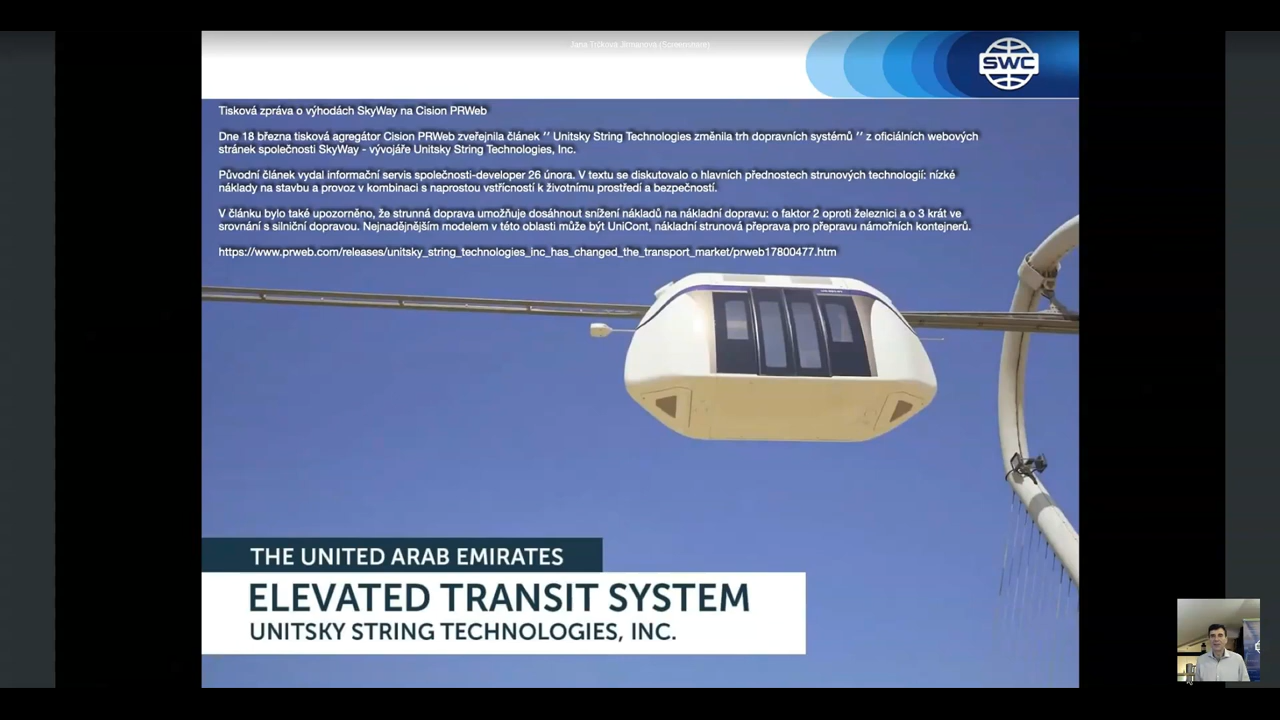 Jana Tričková Jirmanová (Screenshare)
SWC
Tisková zpráva o výhodách SkyWay na Cision PRWeb
Dne 18 března tisková agregátor Cision PRWeb zveřejnila článek ’’ Unitsky String Technologies změnila trh dopravních systémů ’’ z oficiálních webových
stránek společnosti SkyWay - vývojáře Unitsky String Technologies, Inc.
Původní článek vydal informační servis společnosti-developer 26 února. V textu se diskutovalo o hlavních přednostech strunových technologií: nízké
náklady na stavbu a provoz v kombinaci s naprostou vstřícností k životnímu prostředí a bezpečností.
V článku bylo také upozorněno, že strunná doprava umožňuje dosáhnout snížení nákladů na nákladní dopravu: o faktor 2 oproti železnici a o 3 krát ve
srovnání s silniční dopravou. Nejnadějnějším modelem v této oblasti může být UniCont, nákladní strunová přeprava pro přepravu námořních kontejnerů.
https://www.prweb.com/releases/unitsky_string_technologies_inc_has_changed_the_transport_market/prweb17800477.htm
THE UNITED ARAB EMIRATES
ELEVATED TRANSIT SYSTEM
UNITSKY STRING TECHNOLOGIES, INC.